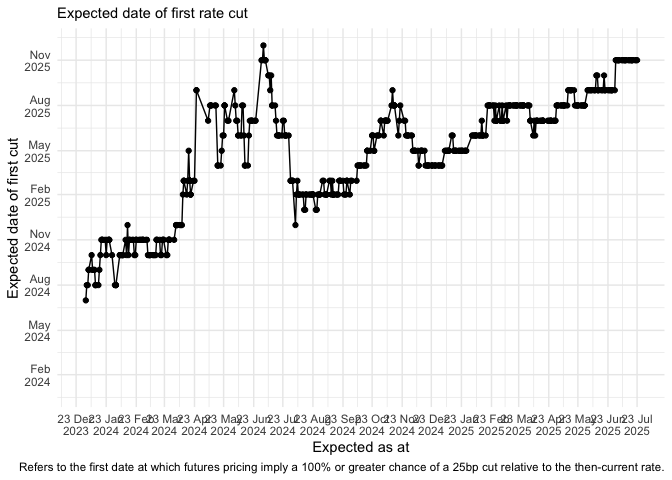 Expected date of first rate cut
Expected date of first cut
Nov
2025
Aug
2025
May
2025
Feb
2025
Nov
2024
Aug
2024
May
2024
Feb
2024
23 Dec 23 Jan 23 Feb 23 Mar 23 Apr 23 May 23 Jun 23 Jul 23 Aug 23 Sep 23 Oct 23 Nov 23 Dec 23 Jan 23 Feb 23 Mar 23 Apr 23 May 23 Jun 23 Jul
2023 2024 2024 2024 2024 2024 2024 2024 2024 2024 2024 2024 2024 2025 2025 2025 2025 2025 2025 2025
Expected as at
Refers to the first date at which futures pricing imply a 100% or greater chance of a 25bp cut relative to the then-current rate.